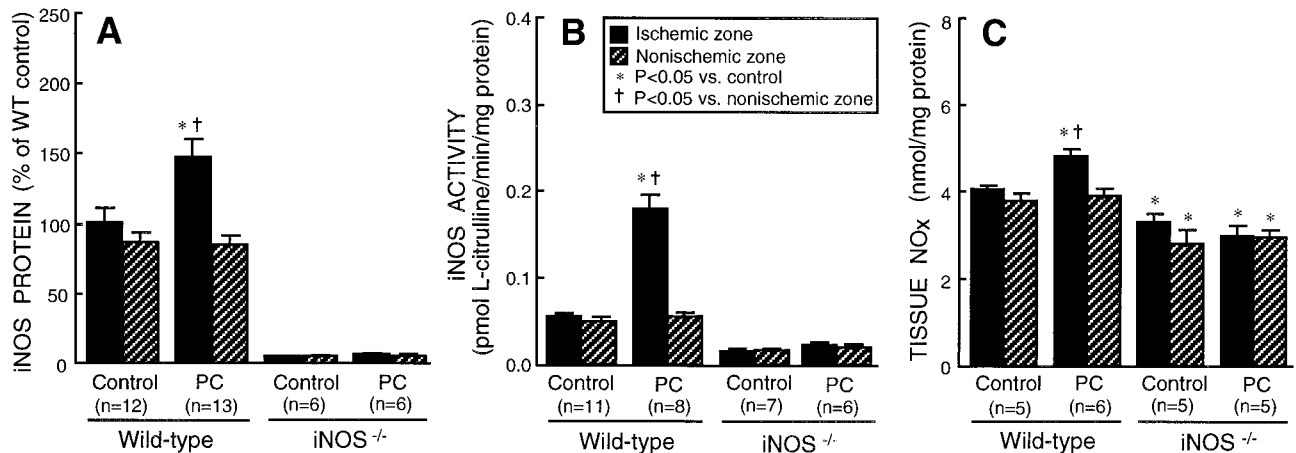 A
iNOS PROTEIN (% of WT control)
250
200
150
100
50
0
* †
Control
(n=12)
PC
(n=13)
Control
(n=6)
PC
(n=6)
Wild-type
iNOS -/-
B
iNOS ACTIVITY
(pmol L-citrulline/min/mg protein)
0.4
0.3
0.2
0.1
0.0
Ischemic zone
Nonischemic zone
* P<0.05 vs. control
† P<0.05 vs. nonischemic zone
* †
Control
(n=11)
PC
(n=8)
Control
(n=7)
PC
(n=6)
Wild-type
iNOS -/-
C
TISSUE NOx (nmol/mg protein)
8
6
4
2
0
* †
* * * *
Control
(n=5)
PC
(n=6)
Control
(n=5)
PC
(n=5)
Wild-type
iNOS -/-